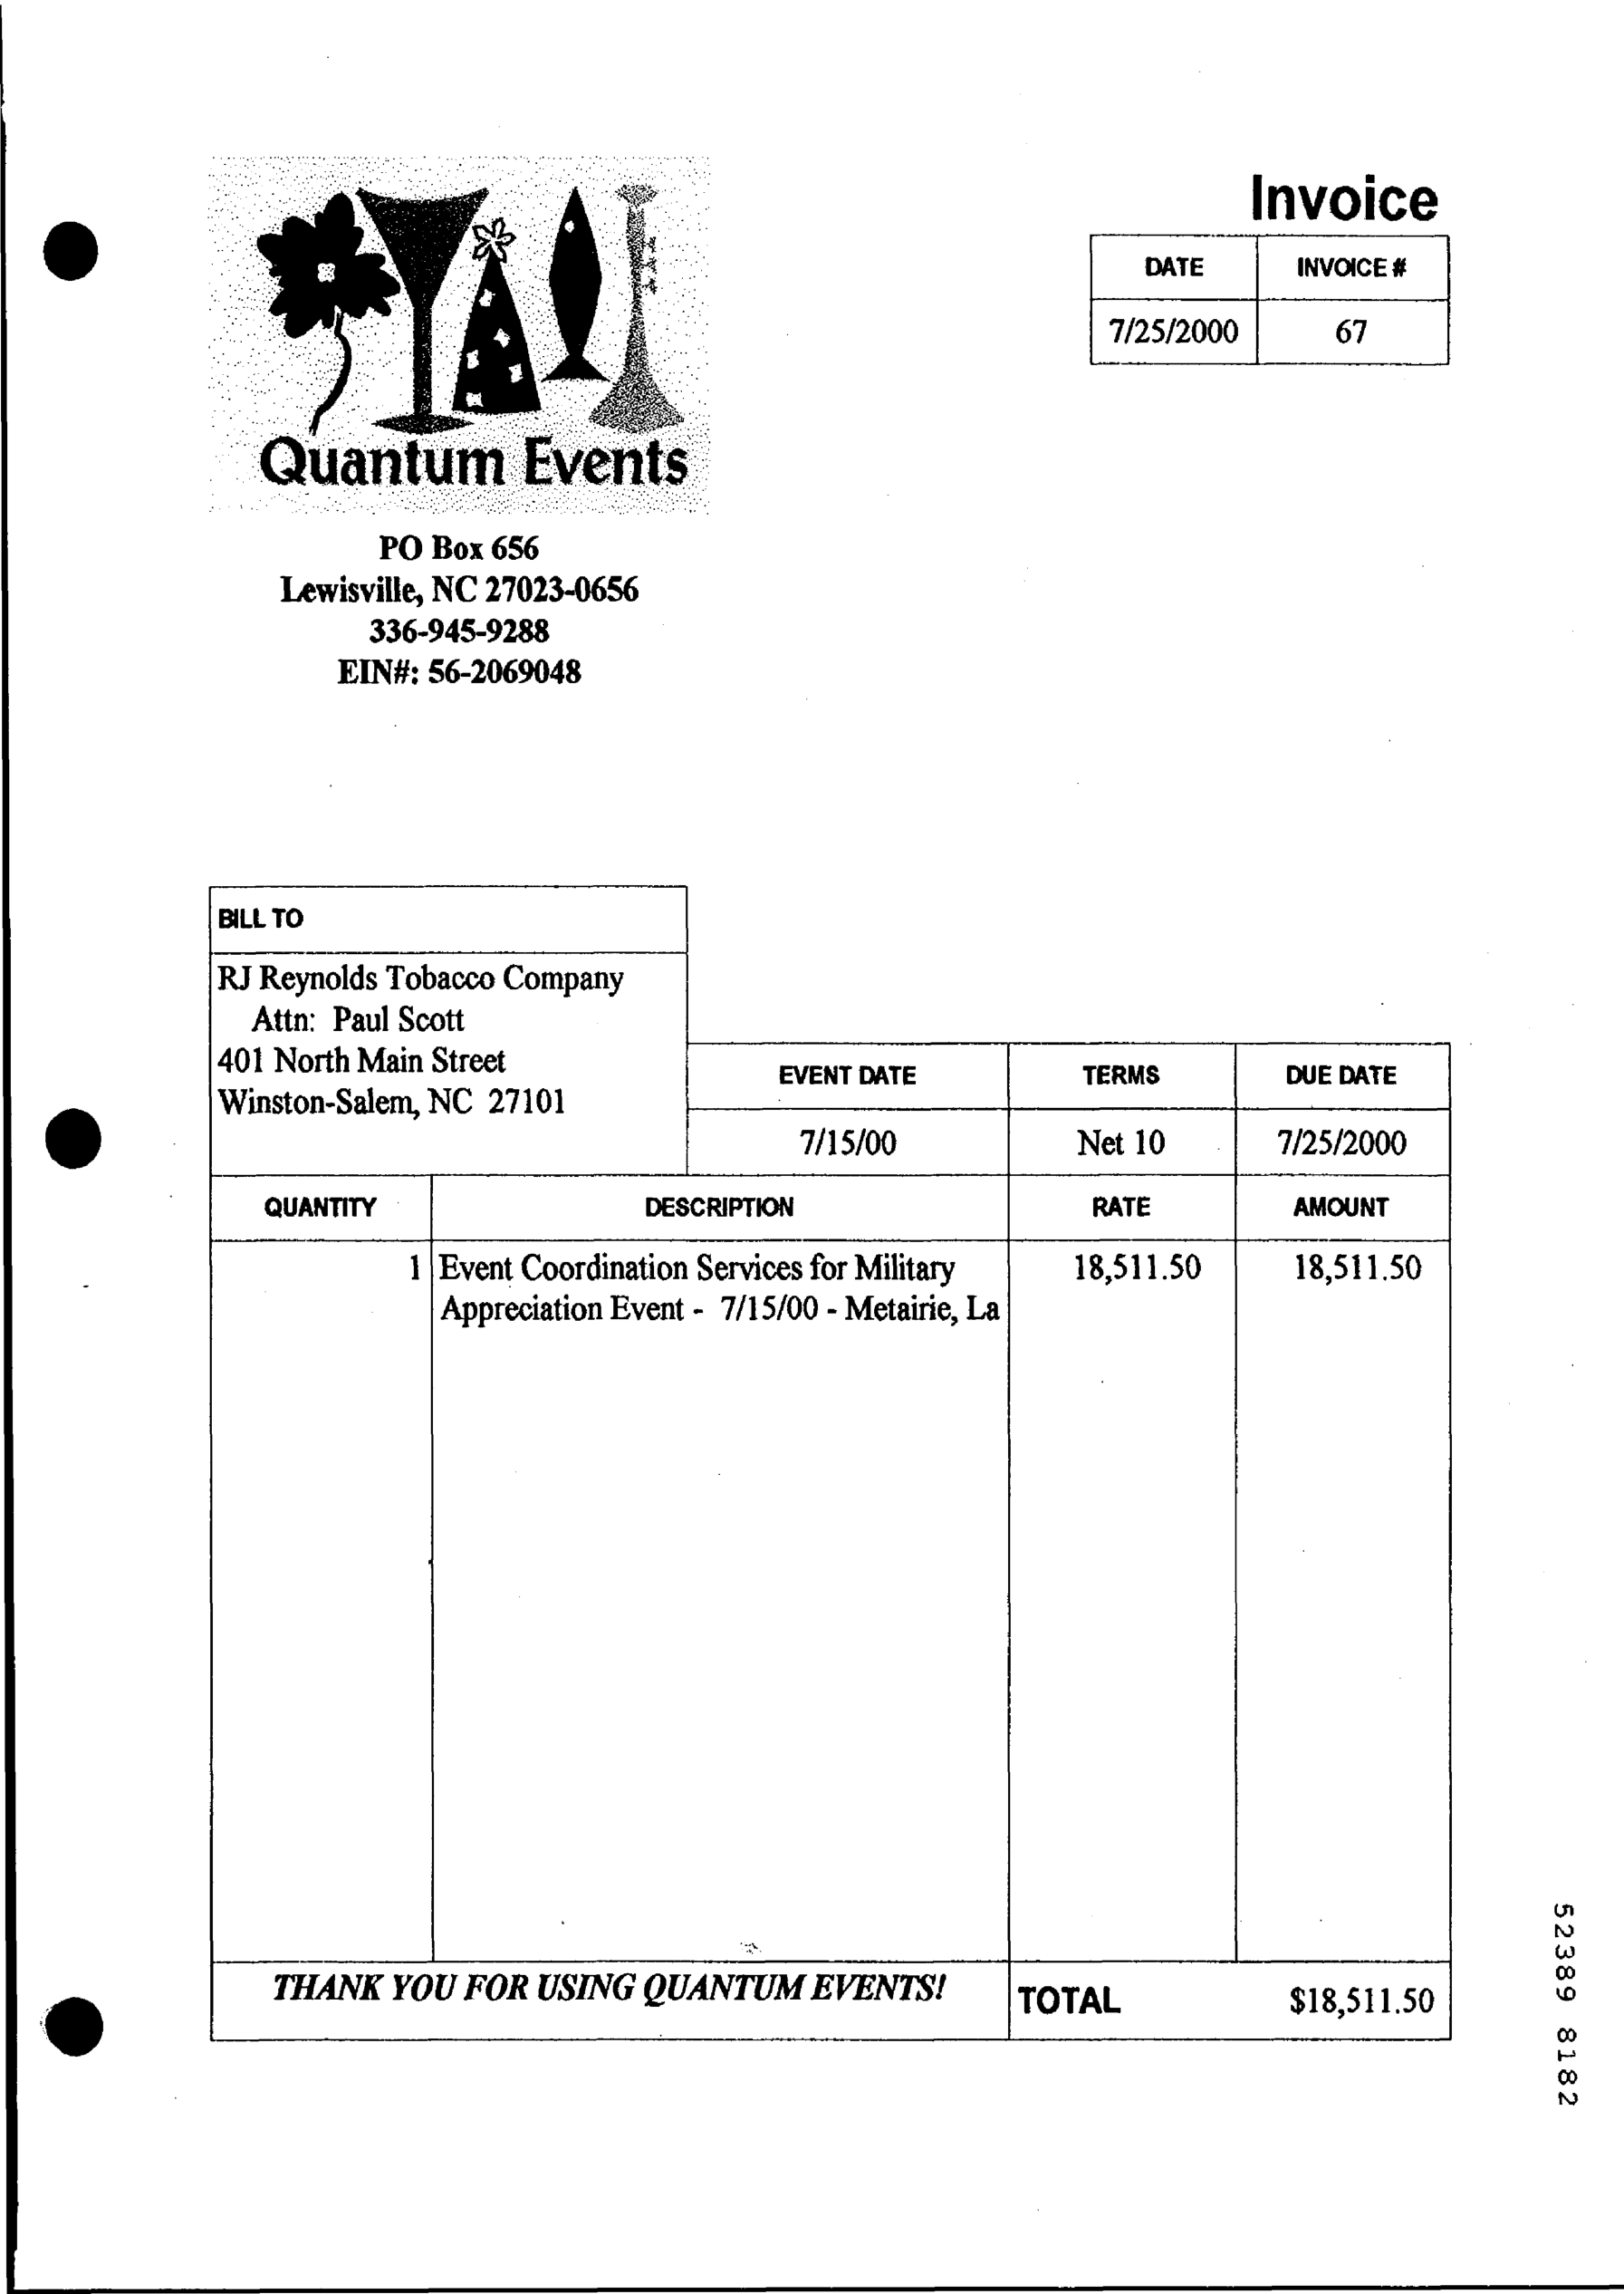 Invoice
DATE INVOICE #
7/25/2000 67
Quantum Events
PO Box 656
Lewisville, NC 27023-0656
336-945-9288
EIN#: 56-2069048
BILL TO
RJ Reynolds Tobacco Company
Attn: Paul Scott
401 North Main Street
Winston-Salem, NC 27101
EVENT DATE TERMS DUE DATE
7/15/00 Net 10 7/25/2000
QUANTITY DESCRIPTION RATE AMOUNT
1 Event Coordination Services for Military 18,511.50 18,511.50
Appreciation Event - 7/15/00 - Metairie, La
THANK YOU FOR USING QUANTUM EVENTS!
TOTAL $18,511.50
52389 8182